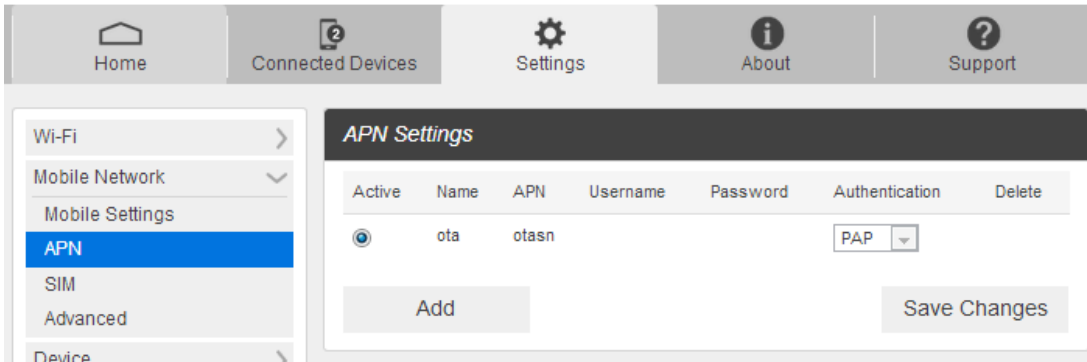 2
Home Connected Devices Settings About Support
Wi-Fi
Mobile Network
Mobile Settings
APN
SIM
Advanced
Device
APN Settings
Active Name APN Username Password Authentication Delete
ota otasn PAP
Add Save Changes